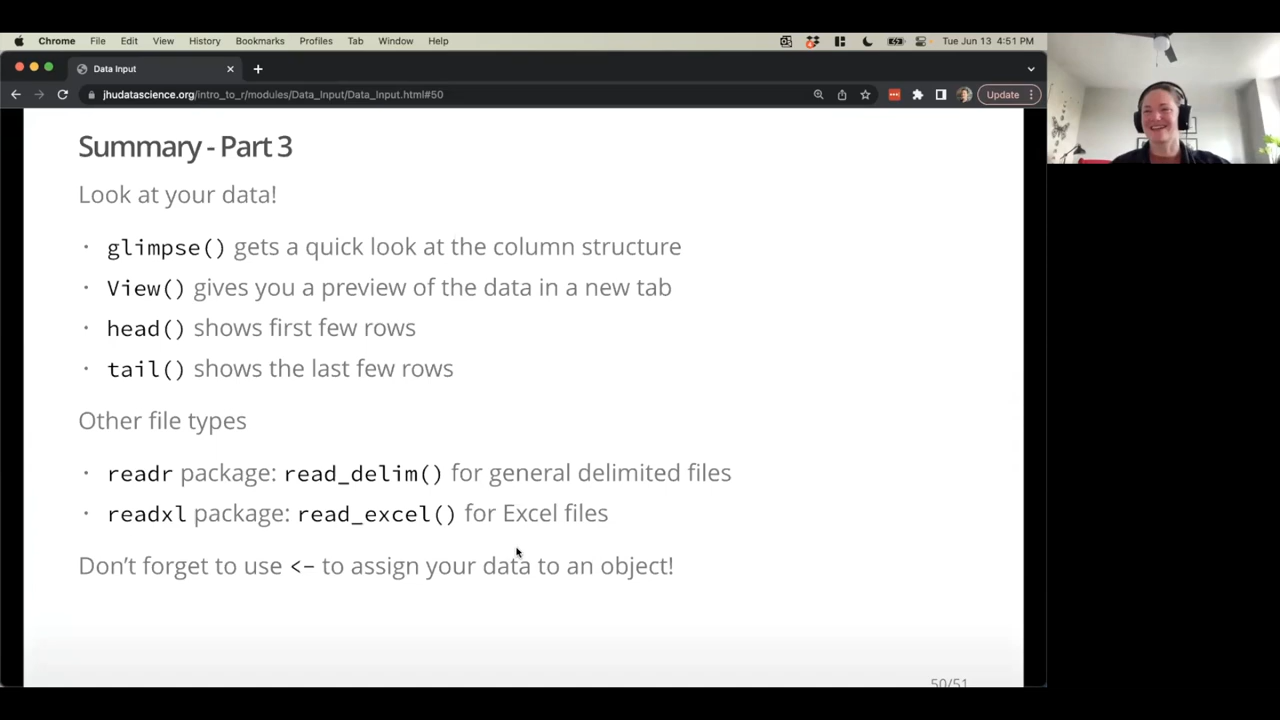 Chrome File Edit View History Bookmarks Profiles Tab Window Help Tue Jun 13 4:51 PM
Data Input
jhudatascience.org/intro_to_r/modules/Data_Input/Data_Input.html#50 Update
Summary - Part 3
Look at your data!
· glimpse() gets a quick look at the column structure
· View() gives you a preview of the data in a new tab
· head() shows first few rows
· tail() shows the last few rows
Other file types
· readr package: read_delim() for general delimited files
· readxl package: read_excel() for Excel files
Don’t forget to use <- to assign your data to an object!
50/51